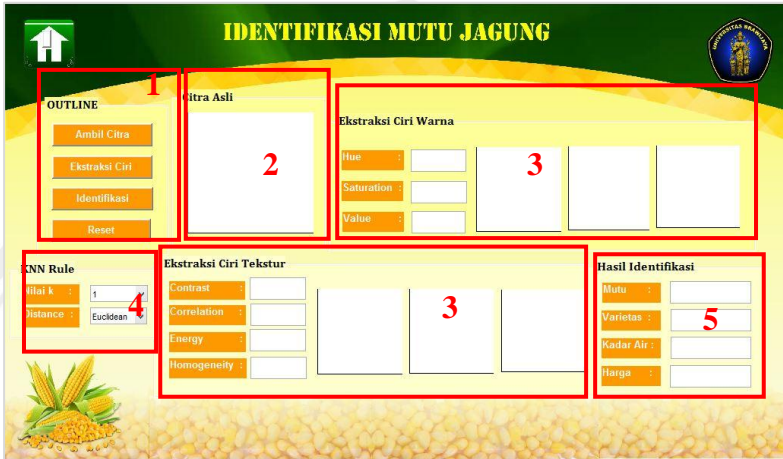 IDENTIFIKASI MUTU JAGUNG
UNIVERSITAS BRAWIJAYA
1
OUTLINE
Ambil Citra
Ekstraksi Ciri
Identifikasi
Reset
Citra Asli
2
Ekstraksi Ciri Warna
Hue :
Saturation :
Value :
3
KNN Rule
Nilai k : 1
Distance : Euclidean
4
Ekstraksi Ciri Tekstur
Contrast :
Correlation :
Energy :
Homogeneity :
3
Hasil Identifikasi
Mutu :
Varietas :
Kadar Air :
Harga :
5